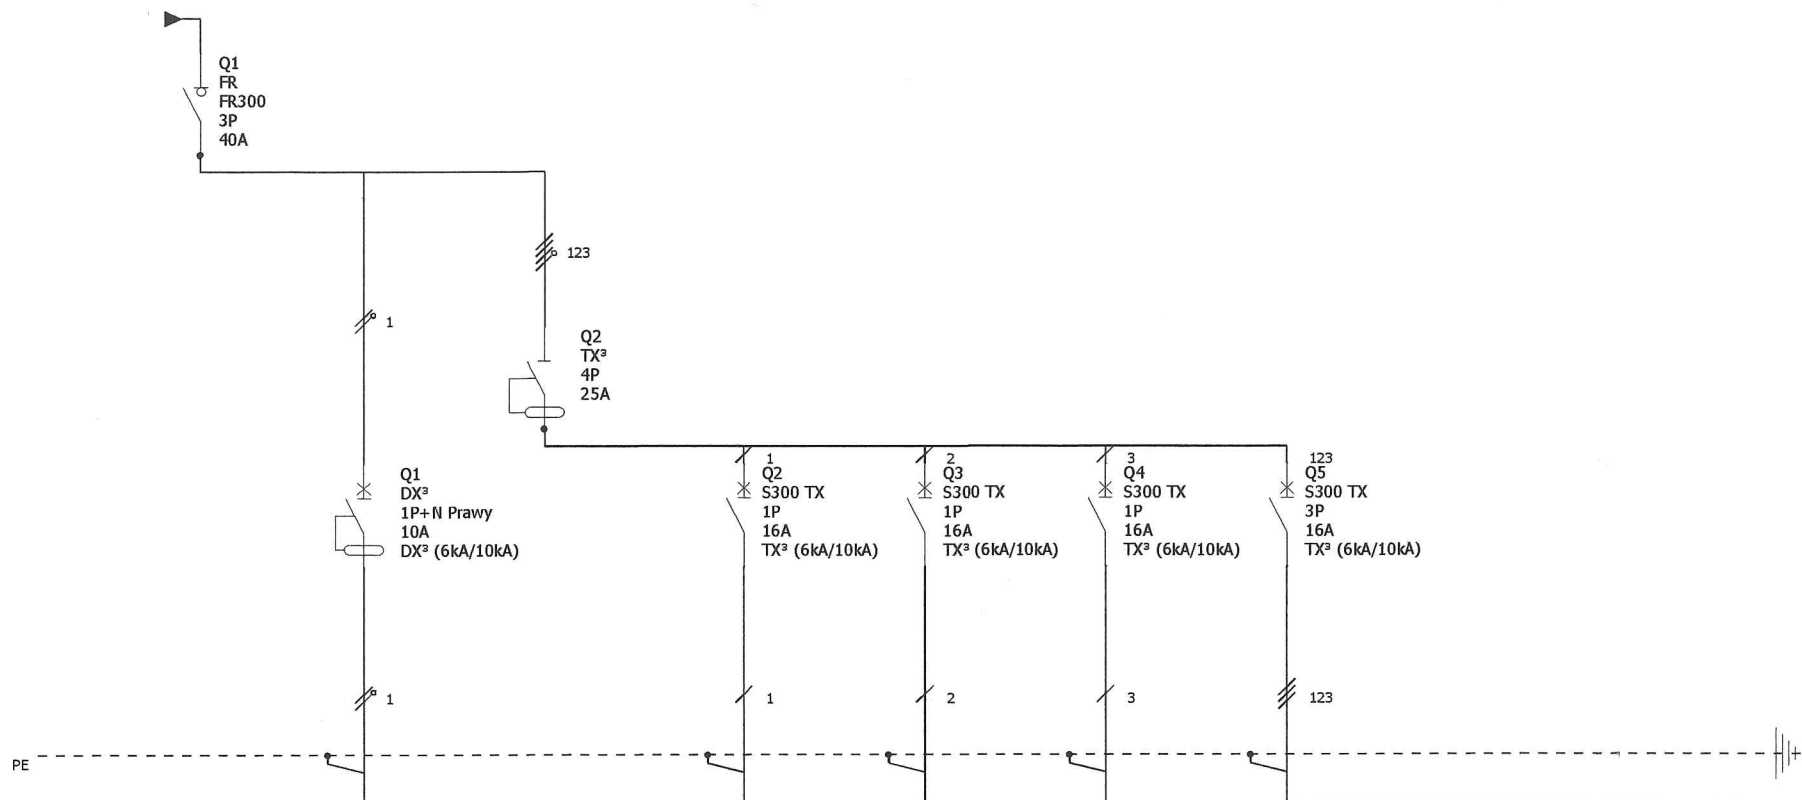 Q1
FR
FR300
3P
40A
123
1
Q2
TX³
4P
25A
Q1
DX³
1P+N Prawy
10A
DX³ (6kA/10kA)
1
Q2
S300 TX
1P
16A
TX³ (6kA/10kA)
2
Q3
S300 TX
1P
16A
TX³ (6kA/10kA)
3
Q4
S300 TX
1P
16A
TX³ (6kA/10kA)
123
Q5
S300 TX
3P
16A
TX³ (6kA/10kA)
1
1
2
3
123
PE